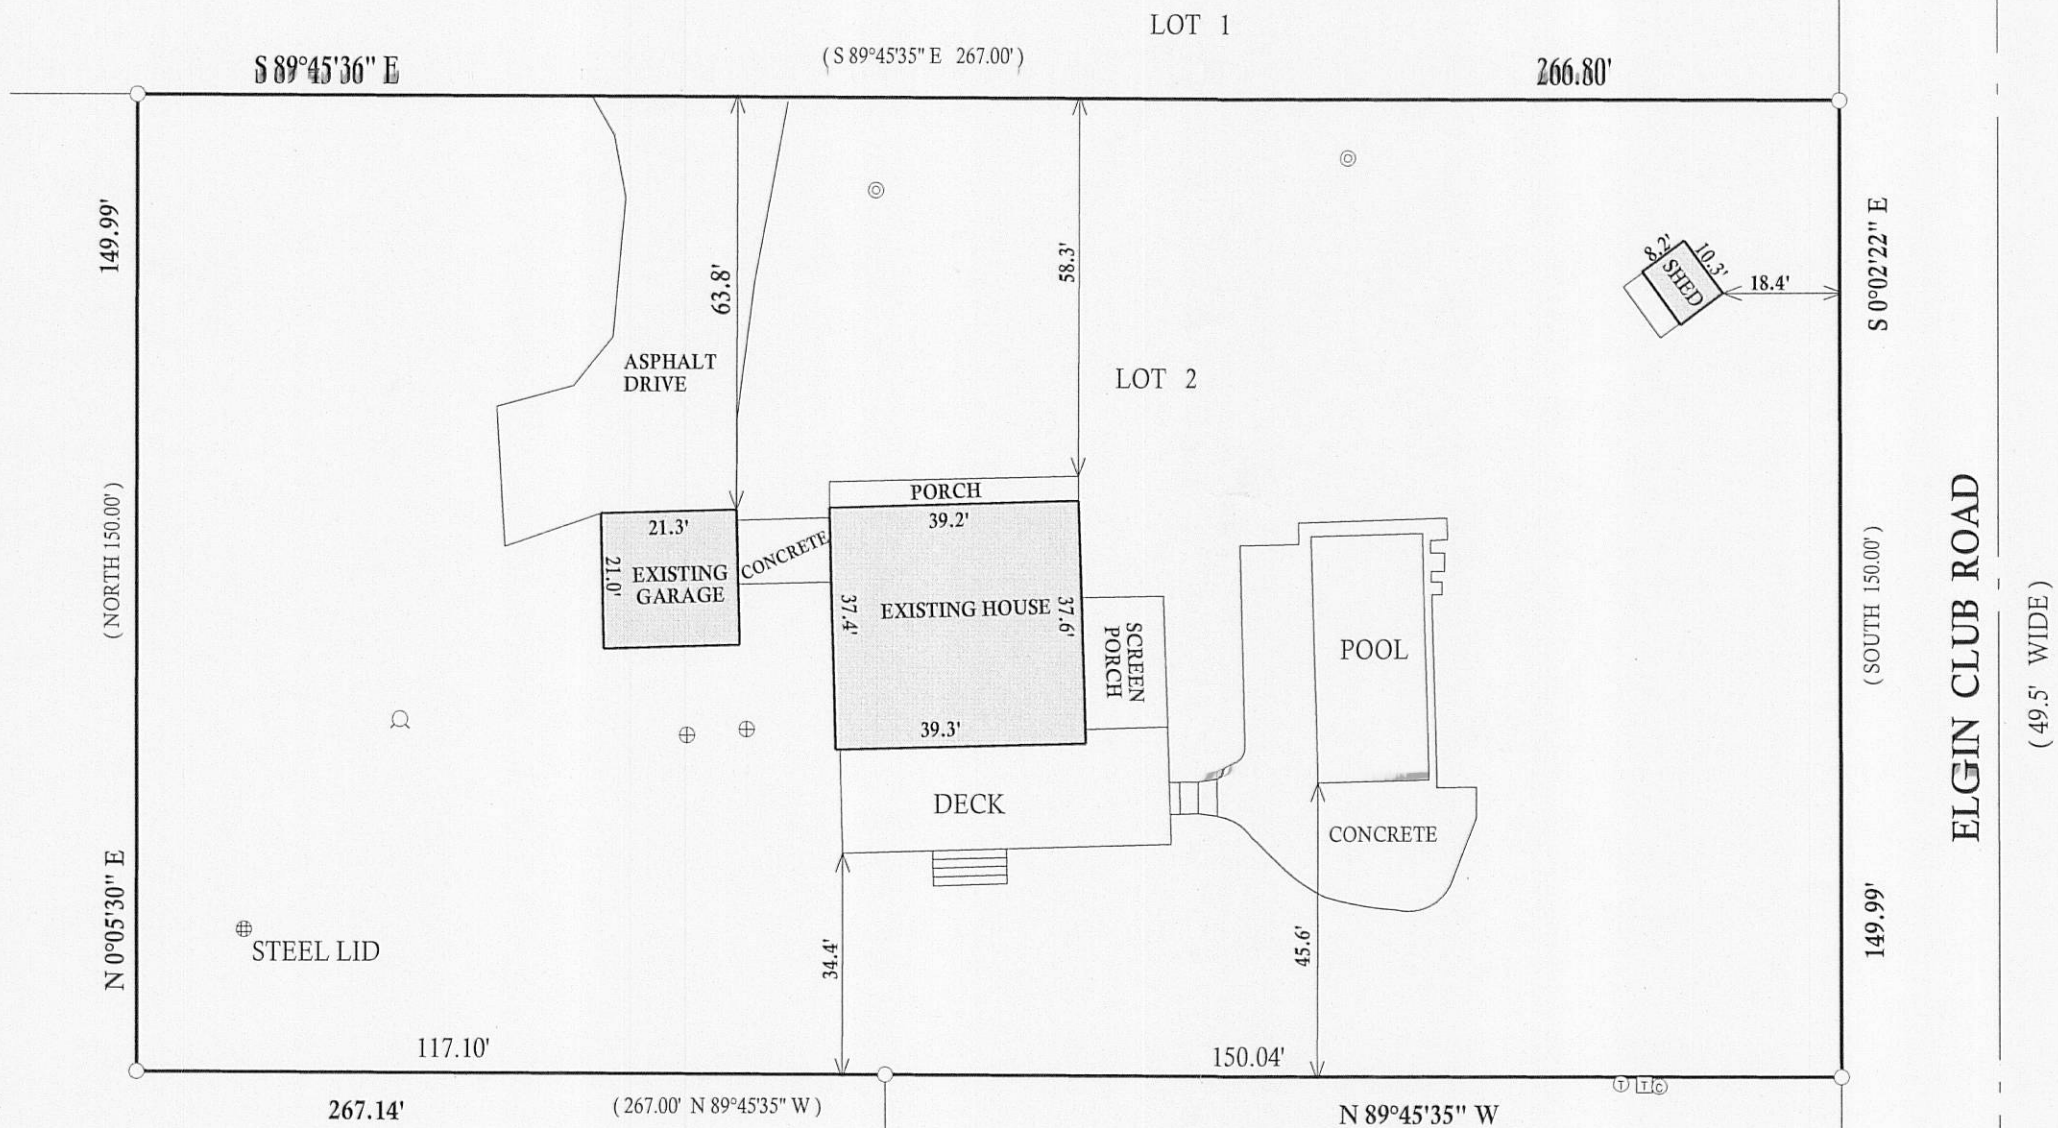 LOT 1
S 89°45'36" E
( S 89°45'35" E 267.00' )
266.80'
149.99'
63.8'
58.3'
8.2'
10.3'
SHED
18.4'
S 0°02'22" E
ASPHALT
DRIVE
LOT 2
PORCH
39.2'
21.3'
21.0'
EXISTING
GARAGE
CONCRETE
37.4'
EXISTING HOUSE
37.6'
SCREEN
PORCH
39.3'
POOL
( NORTH 150.00' )
( SOUTH 150.00' )
ELGIN CLUB ROAD
( 49.5' WIDE )
DECK
CONCRETE
N 0°05'30" E
STEEL LID
34.4'
45.6'
149.99'
117.10'
150.04'
T
T
C
267.14'
( 267.00' N 89°45'35" W )
N 89°45'35" W